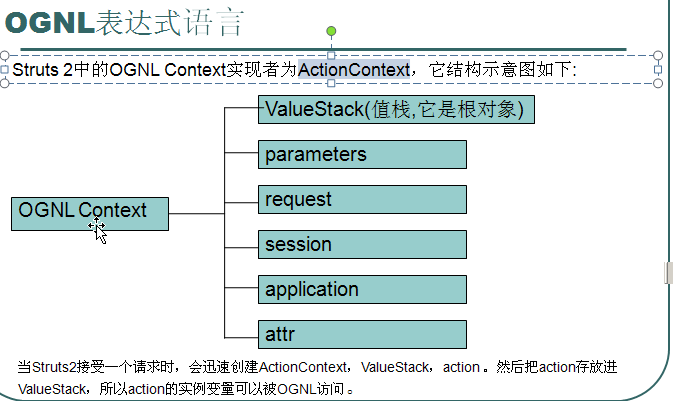 OGNL表达式语言
Struts 2中的OGNL Context实现者为ActionContext，它结构示意图如下:
ValueStack(值栈,它是根对象)
parameters
request
OGNL Context
session
application
attr
当Struts2接受一个请求时，会迅速创建ActionContext，ValueStack，action 。然后把action存放进
ValueStack，所以action的实例变量可以被OGNL访问 。